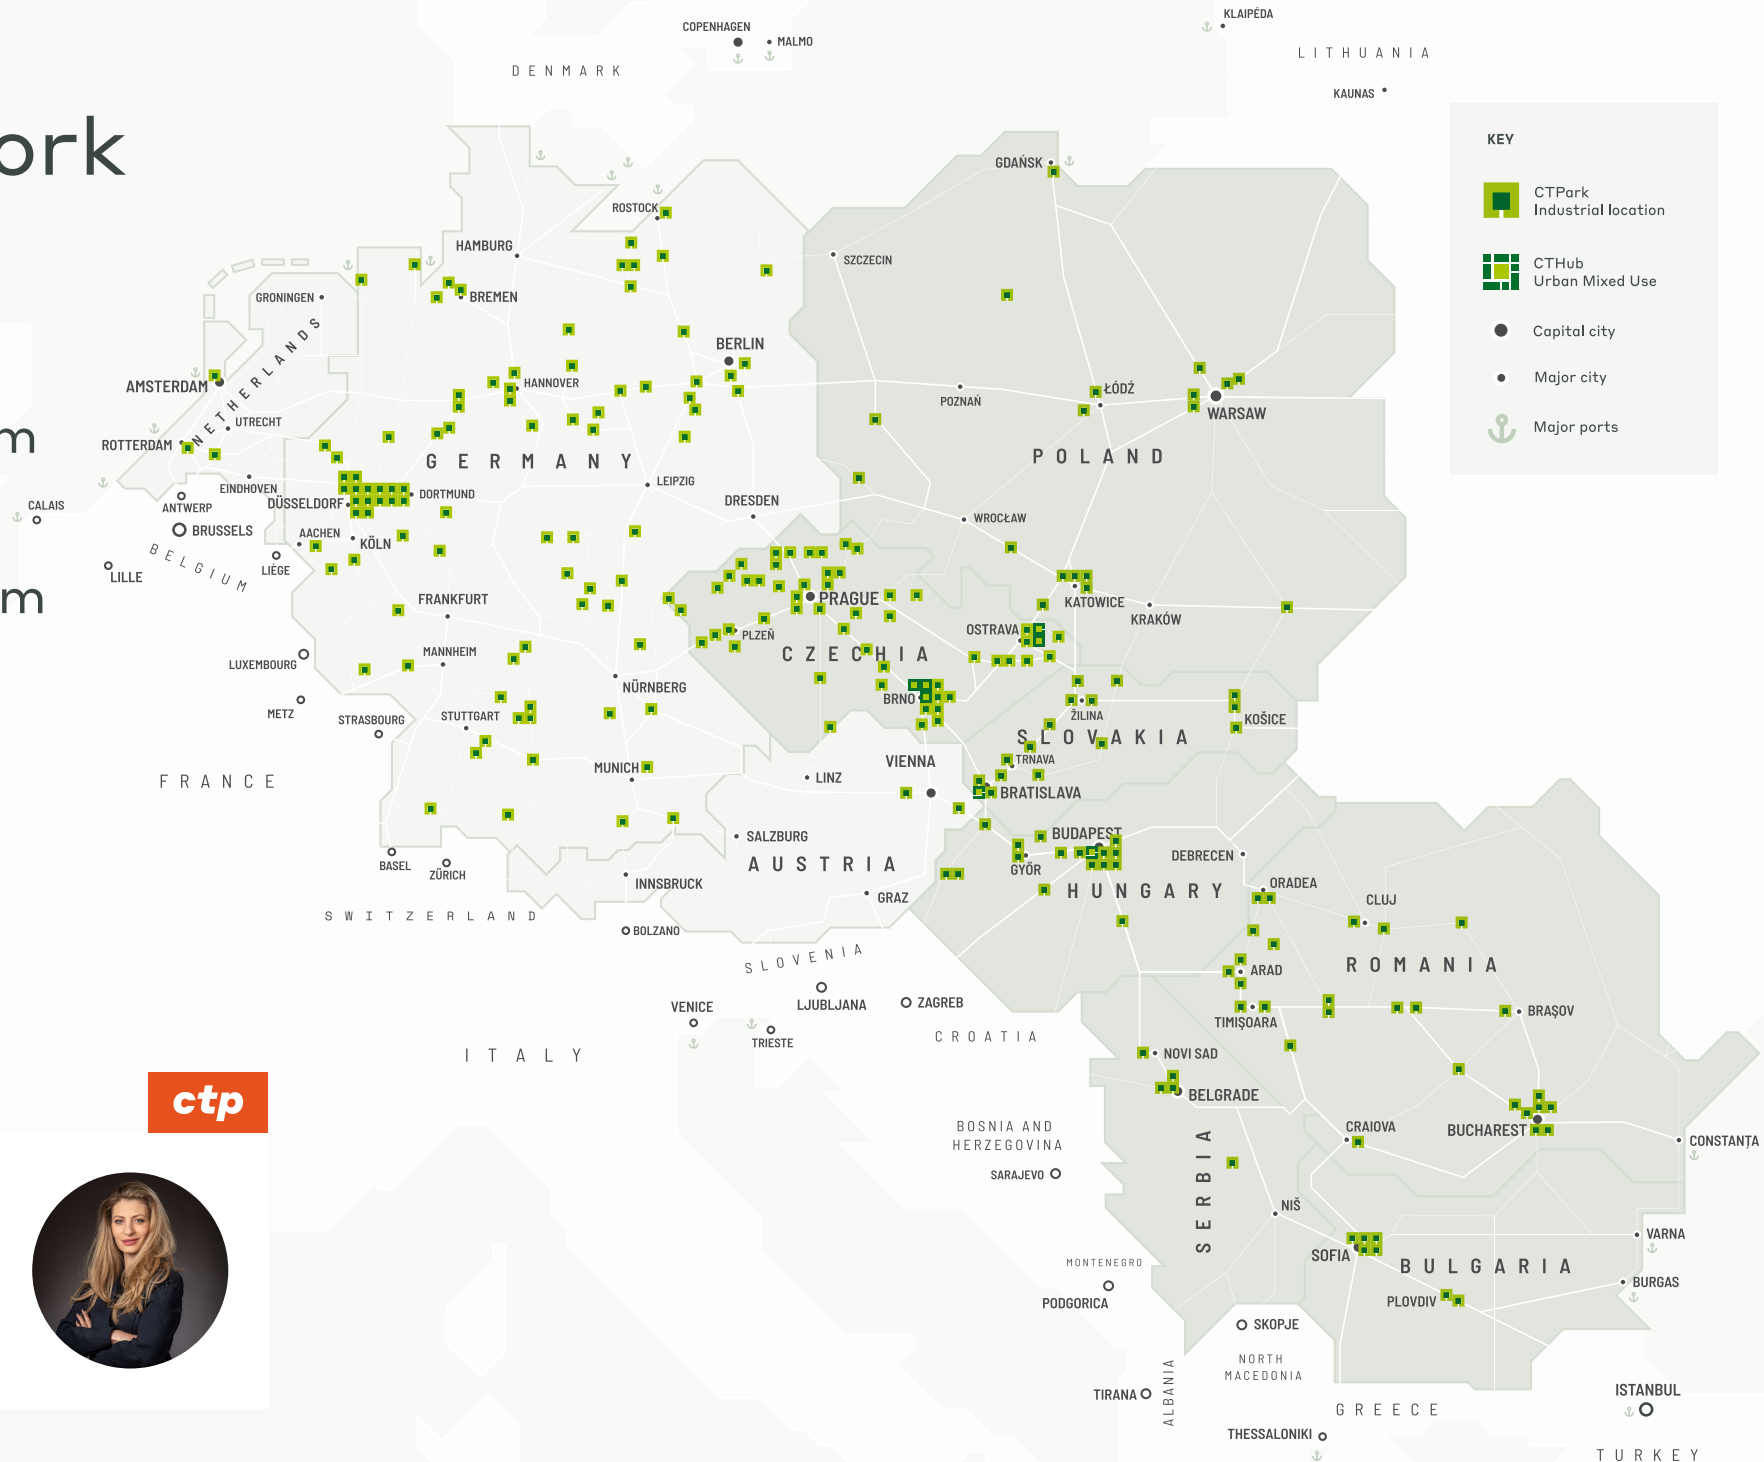 ork
m
m
KEY
CTPark
Industrial location
CTHub
Urban Mixed Use
Capital city
Major city
Major ports
COPENHAGEN
MALMO
DENMARK
KLAIPÉDA
LITHUANIA
KAUNAS
GDAŃSK
ROSTOCK
HAMBURG
SZCZECIN
GRONINGEN
BREMEN
NETHERLANDS
BERLIN
AMSTERDAM
HANNOVER
POZNAŃ
ŁÓDŹ
WARSAW
UTRECHT
ROTTERDAM
GERMANY
POLAND
EINDHOVEN
DORTMUND
LEIPZIG
CALAIS
ANTWERP
DÜSSELDORF
DRESDEN
WROCŁAW
BRUSSELS
AACHEN
KÖLN
BELGIUM
LIÈGE
LILLE
FRANKFURT
PRAGUE
KATOWICE
KRAKÓW
OSTRAVA
PLZEŇ
CZECHIA
LUXEMBOURG
MANNHEIM
NÜRNBERG
BRNO
METZ
STRASBOURG
STUTTGART
ŽILINA
KOŠICE
SLOVAKIA
VIENNA
TRNAVA
FRANCE
MUNICH
LINZ
BRATISLAVA
SALZBURG
BUDAPEST
AUSTRIA
DEBRECEN
BASEL
ZÜRICH
GYŐR
INNSBRUCK
GRAZ
HUNGARY
ORADEA
CLUJ
SWITZERLAND
BOLZANO
SLOVENIA
ROMANIA
ARAD
VENICE
LJUBLJANA
ZAGREB
TIMIŞOARA
BRAŞOV
TRIESTE
CROATIA
ITALY
NOVI SAD
BELGRADE
ctp
BOSNIA AND
HERZEGOVINA
CRAIOVA
BUCHAREST
CONSTANȚA
SARAJEVO
SERBIA
NIŠ
VARNA
SOFIA
BULGARIA
MONTENEGRO
BURGAS
PODGORICA
PLOVDIV
SKOPJE
NORTH
MACEDONIA
TIRANA
ALBANIA
ISTANBUL
GREECE
THESSALONIKI
TURKEY